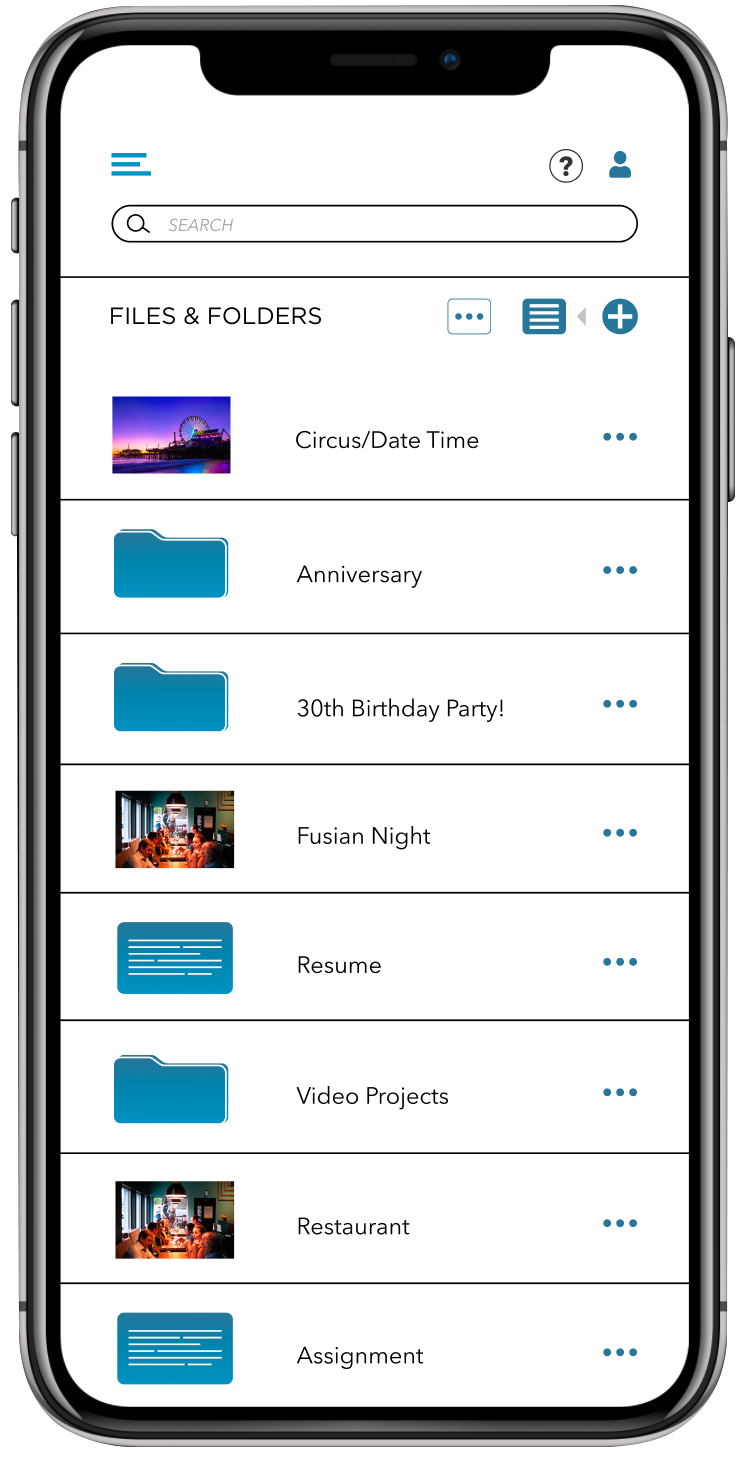 ?
SEARCH
FILES & FOLDERS
Circus/Date Time
Anniversary
30th Birthday Party!
Fusian Night
Resume
Video Projects
Restaurant
Assignment